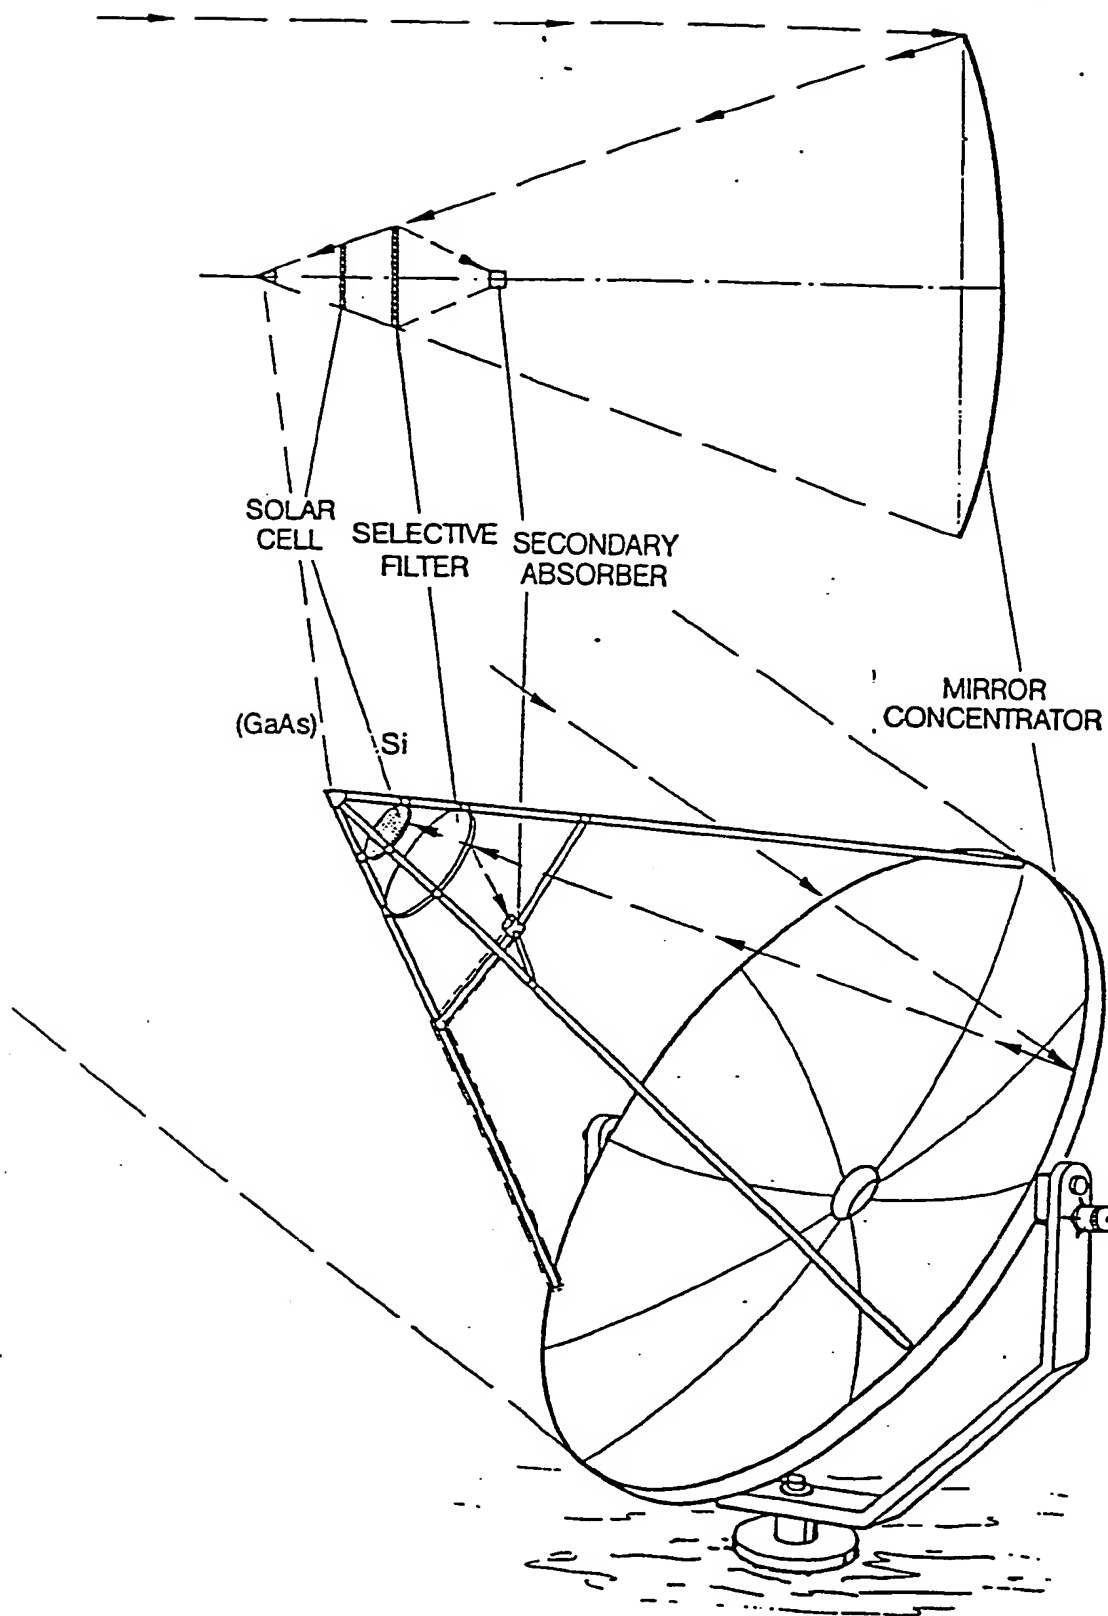 SOLAR
CELL
SELECTIVE
FILTER
SECONDARY
ABSORBER
MIRROR
CONCENTRATOR
(GaAs)
Si